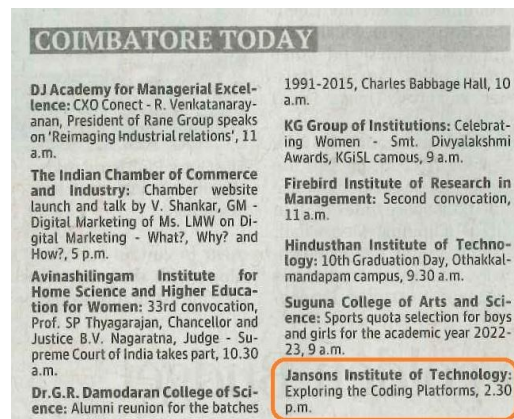 COIMBATORE TODAY
DJ Academy for Managerial Excel-
lence: CXO Conect - R. Venkatanaray-
anan, President of Rane Group speaks
on 'Reimaging Industrial relations', 11
a.m.
The Indian Chamber of Commerce
and Industry: Chamber website
launch and talk by V. Shankar, GM -
Digital Marketing of Ms. LMW on Di-
gital Marketing - What?, Why? and
How?, 5 p.m.
Avinashilingam Institute for
Home Science and Higher Educa-
tion for Women: 33rd convocation,
Prof. SP Thyagarajan, Chancellor and
Justice B.V. Nagaratna, Judge - Su-
preme Court of India takes part, 10.30
a.m.
Dr.G.R. Damodaran College of Sci-
ence: Alumni reunion for the batches
1991-2015, Charles Babbage Hall, 10
a.m.
KG Group of Institutions: Celebrat-
ing Women - Smt. Divyalakshmi
Awards, KGiSL camous, 9 a.m.
Firebird Institute of Research in
Management: Second convocation,
11 a.m.
Hindusthan Institute of Techno-
logy: 10th Graduation Day, Othakkal-
mandapam campus, 9.30 a.m.
Suguna College of Arts and Sci-
ence: Sports quota selection for boys
and girls for the academic year 2022-
23, 9 a.m.
Jansons Institute of Technology:
Exploring the Coding Platforms, 2.30
p.m.